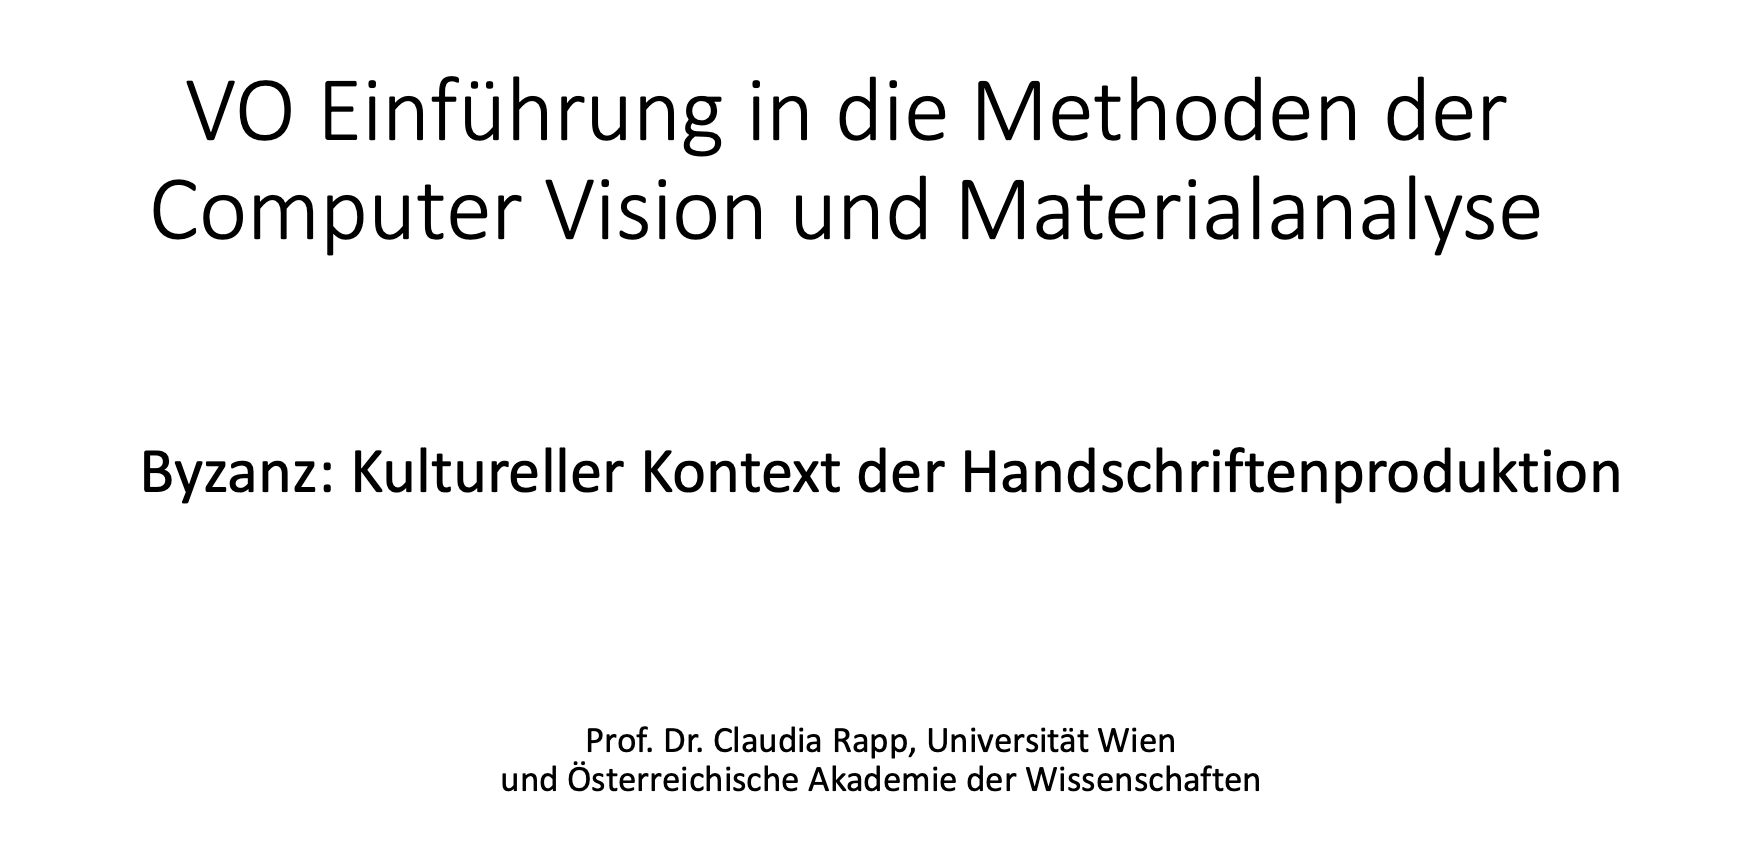 VO Einführung in die Methoden der
Computer Vision und Materialanalyse
Byzanz: Kultureller Kontext der Handschriftenproduktion
Prof. Dr. Claudia Rapp, Universität Wien
und Österreichische Akademie der Wissenschaften